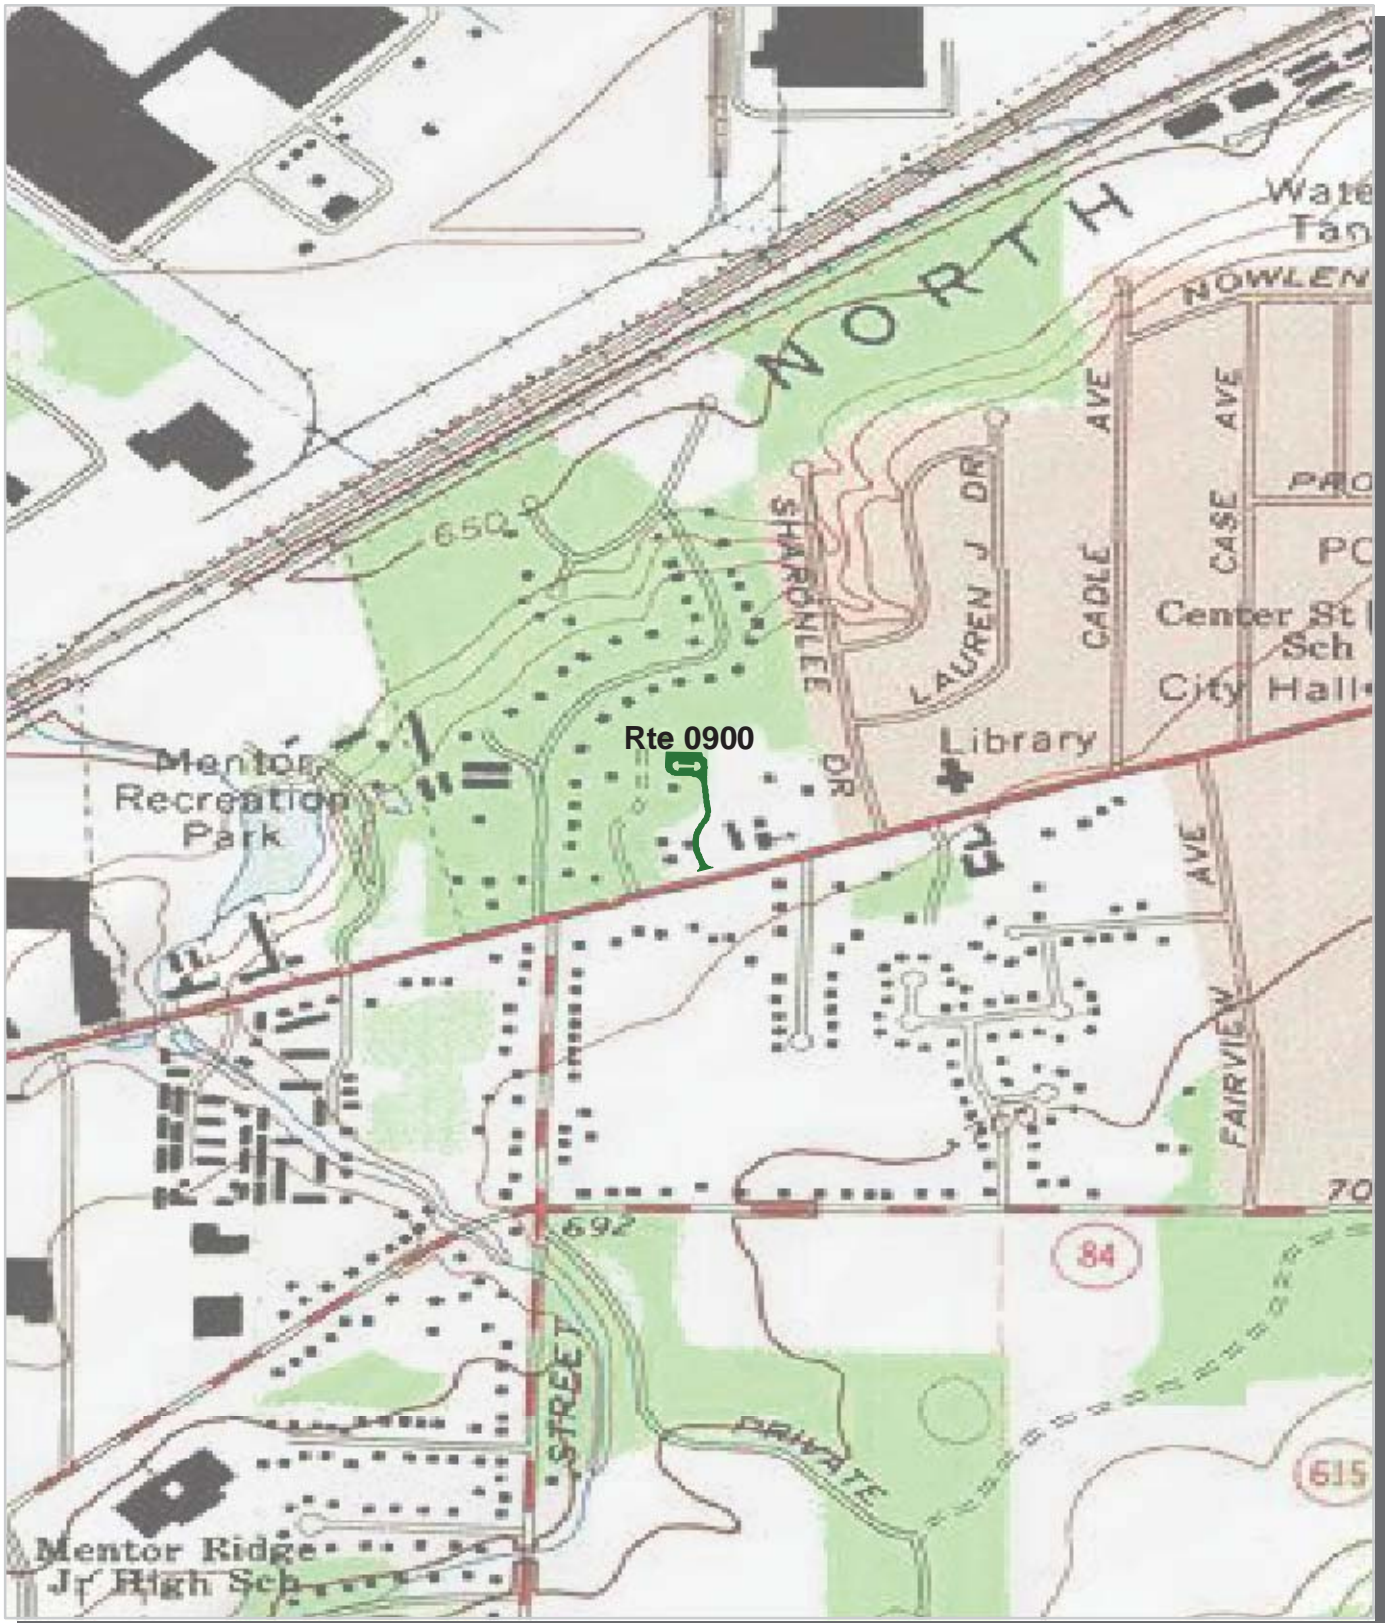 NORTH
Wate
Tan
NOWLEN
AVE
AVE
CADLE
CASE
PRO
PO
650
SHARONLEE
DR
LAUREN J DR
Center St
Sch
City Hall
Rte 0900
Library
Mentor
Recreation
Park
AVE
FAIRVIEW
70
692
84
STREET
PRIVATE
615
Mentor Ridge
Jr High Sch